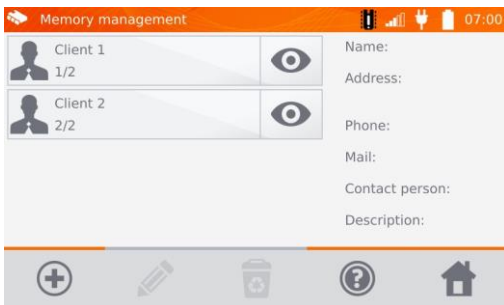 Memory management
07:00
Client 1
1/2
Client 2
2/2
Name:
Address:
Phone:
Mail:
Contact person:
Description: